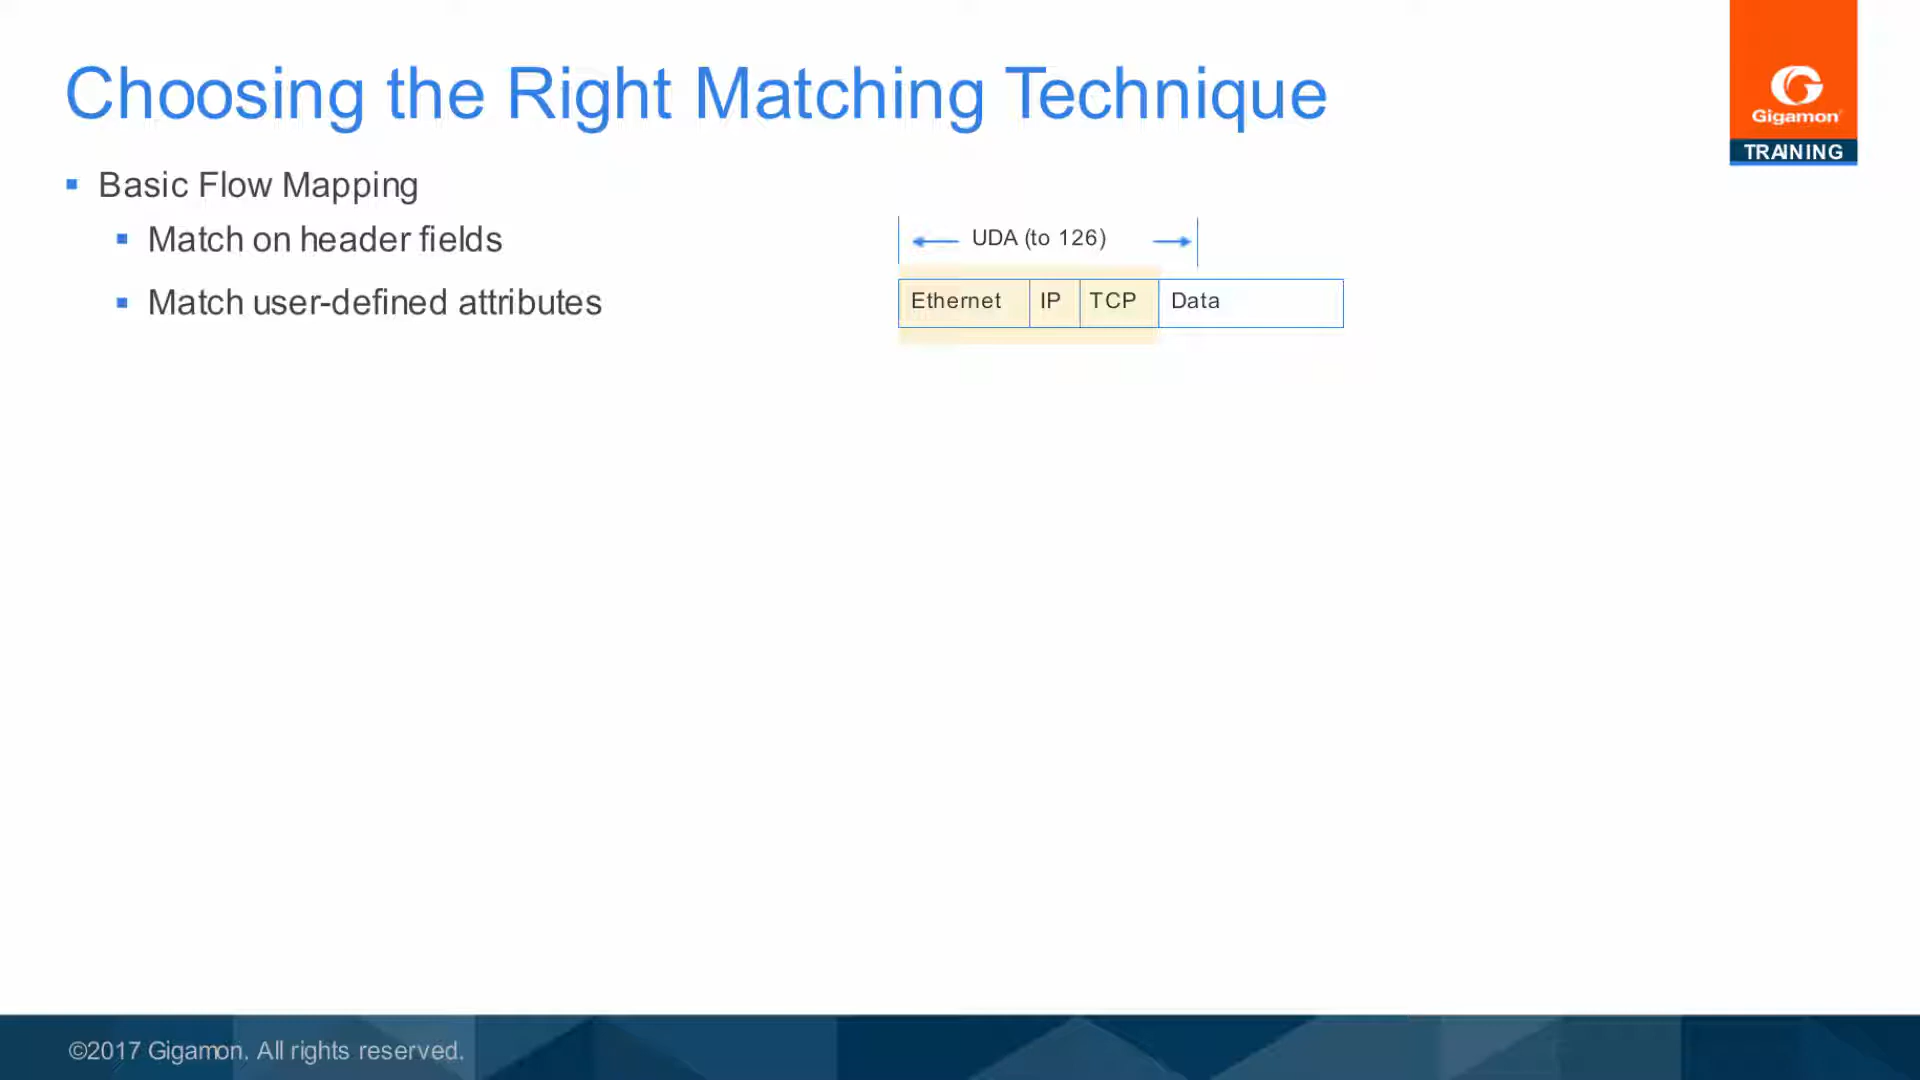 Choosing the Right Matching Technique
Gigamon®
TRAINING
Basic Flow Mapping
Match on header fields
UDA (to 126)
Match user-defined attributes
Ethernet IP TCP Data
©2017 Gigamon. All rights reserved.